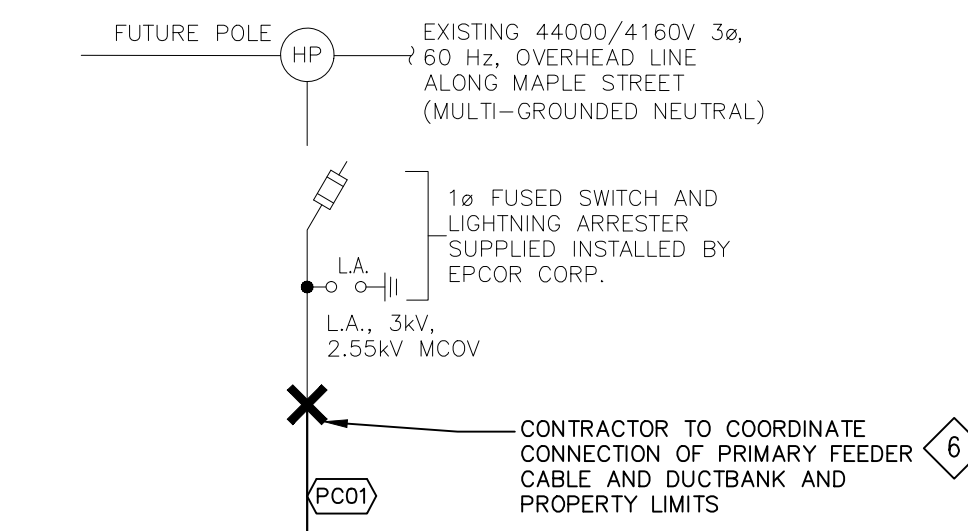 FUTURE POLE
HP
EXISTING 44000/4160V 3ø,
60 Hz, OVERHEAD LINE
ALONG MAPLE STREET
(MULTI-GROUNDED NEUTRAL)
1ø FUSED SWITCH AND
LIGHTNING ARRESTER
SUPPLIED INSTALLED BY
EPCOR CORP.
L.A.
L.A., 3kV,
2.55kV MCOV
CONTRACTOR TO COORDINATE
CONNECTION OF PRIMARY FEEDER
CABLE AND DUCTBANK AND
PROPERTY LIMITS
6
PC01